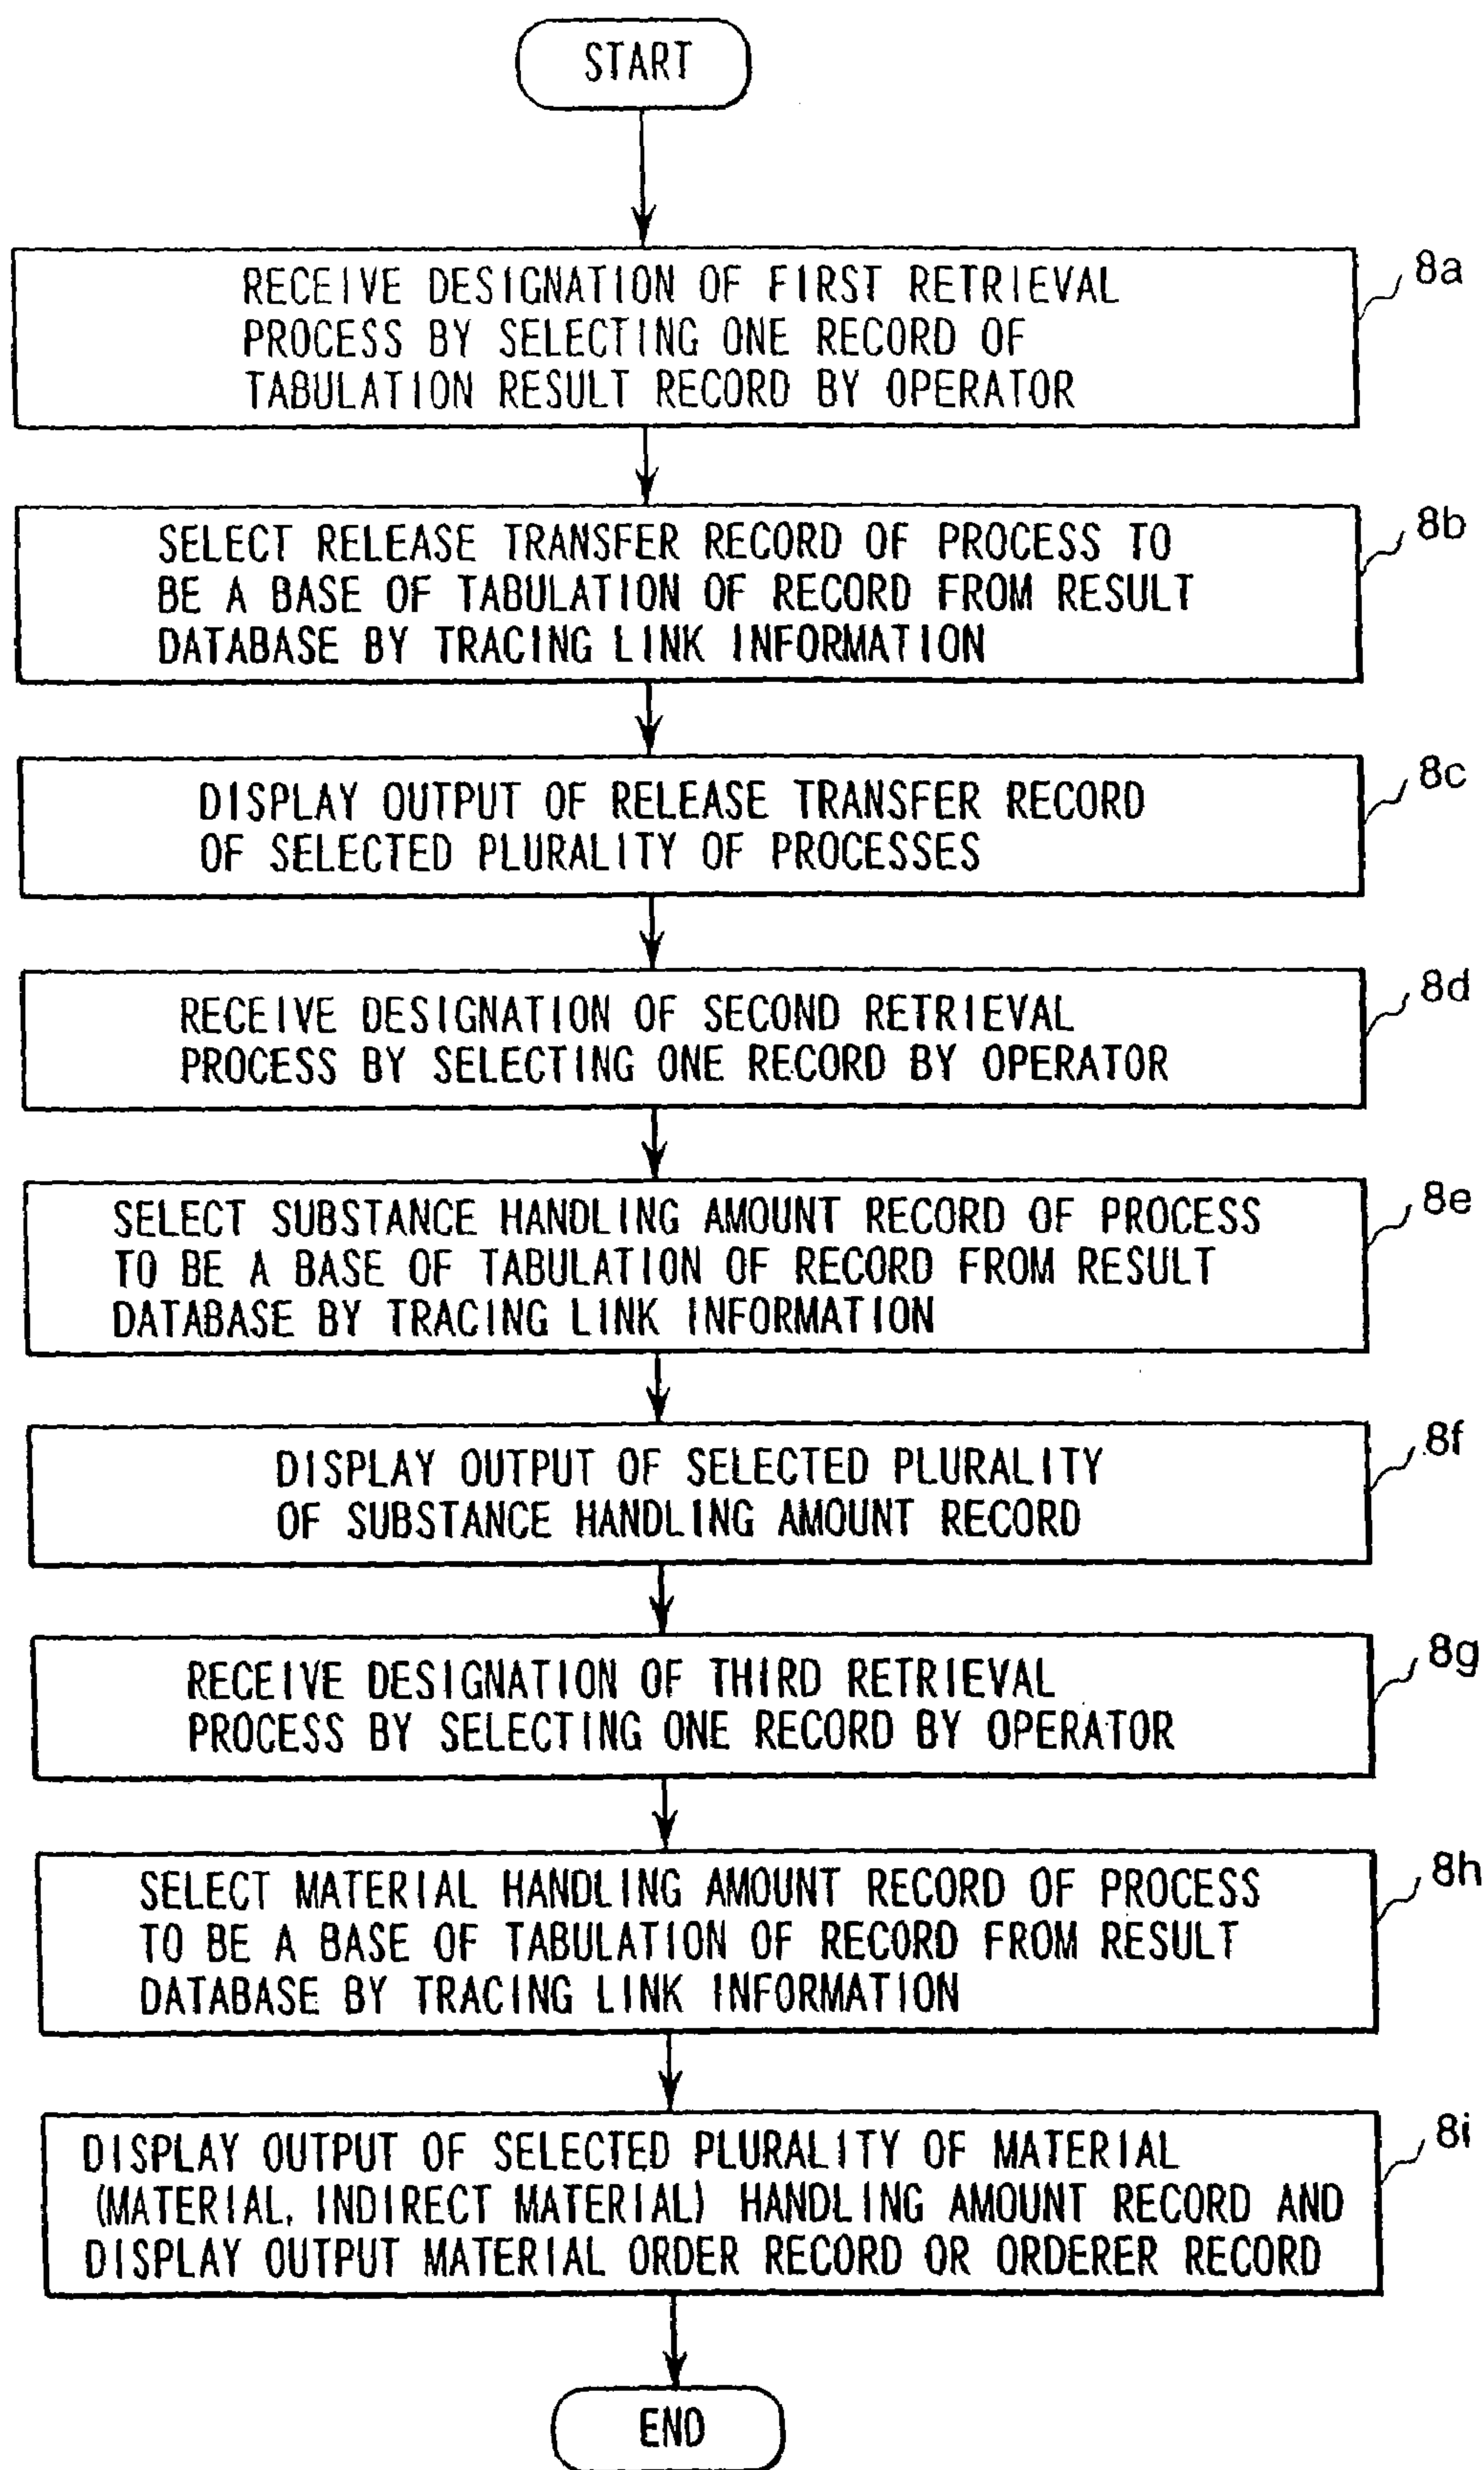 START
RECEIVE DESIGNATION OF FIRST RETRIEVAL
PROCESS BY SELECTING ONE RECORD OF
TABULATION RESULT RECORD BY OPERATOR
8a
SELECT RELEASE TRANSFER RECORD OF PROCESS TO
BE A BASE OF TABULATION OF RECORD FROM RESULT
DATABASE BY TRACING LINK INFORMATION
8b
DISPLAY OUTPUT OF RELEASE TRANSFER RECORD
OF SELECTED PLURALITY OF PROCESSES
8c
RECEIVE DESIGNATION OF SECOND RETRIEVAL
PROCESS BY SELECTING ONE RECORD BY OPERATOR
8d
SELECT SUBSTANCE HANDLING AMOUNT RECORD OF PROCESS
TO BE A BASE OF TABULATION OF RECORD FROM RESULT
DATABASE BY TRACING LINK INFORMATION
8e
DISPLAY OUTPUT OF SELECTED PLURALITY
OF SUBSTANCE HANDLING AMOUNT RECORD
8f
RECEIVE DESIGNATION OF THIRD RETRIEVAL
PROCESS BY SELECTING ONE RECORD BY OPERATOR
8g
SELECT MATERIAL HANDLING AMOUNT RECORD OF PROCESS
TO BE A BASE OF TABULATION OF RECORD FROM RESULT
DATABASE BY TRACING LINK INFORMATION
8h
DISPLAY OUTPUT OF SELECTED PLURALITY OF MATERIAL
(MATERIAL, INDIRECT MATERIAL) HANDLING AMOUNT RECORD AND
DISPLAY OUTPUT MATERIAL ORDER RECORD OR ORDERER RECORD
8i
END